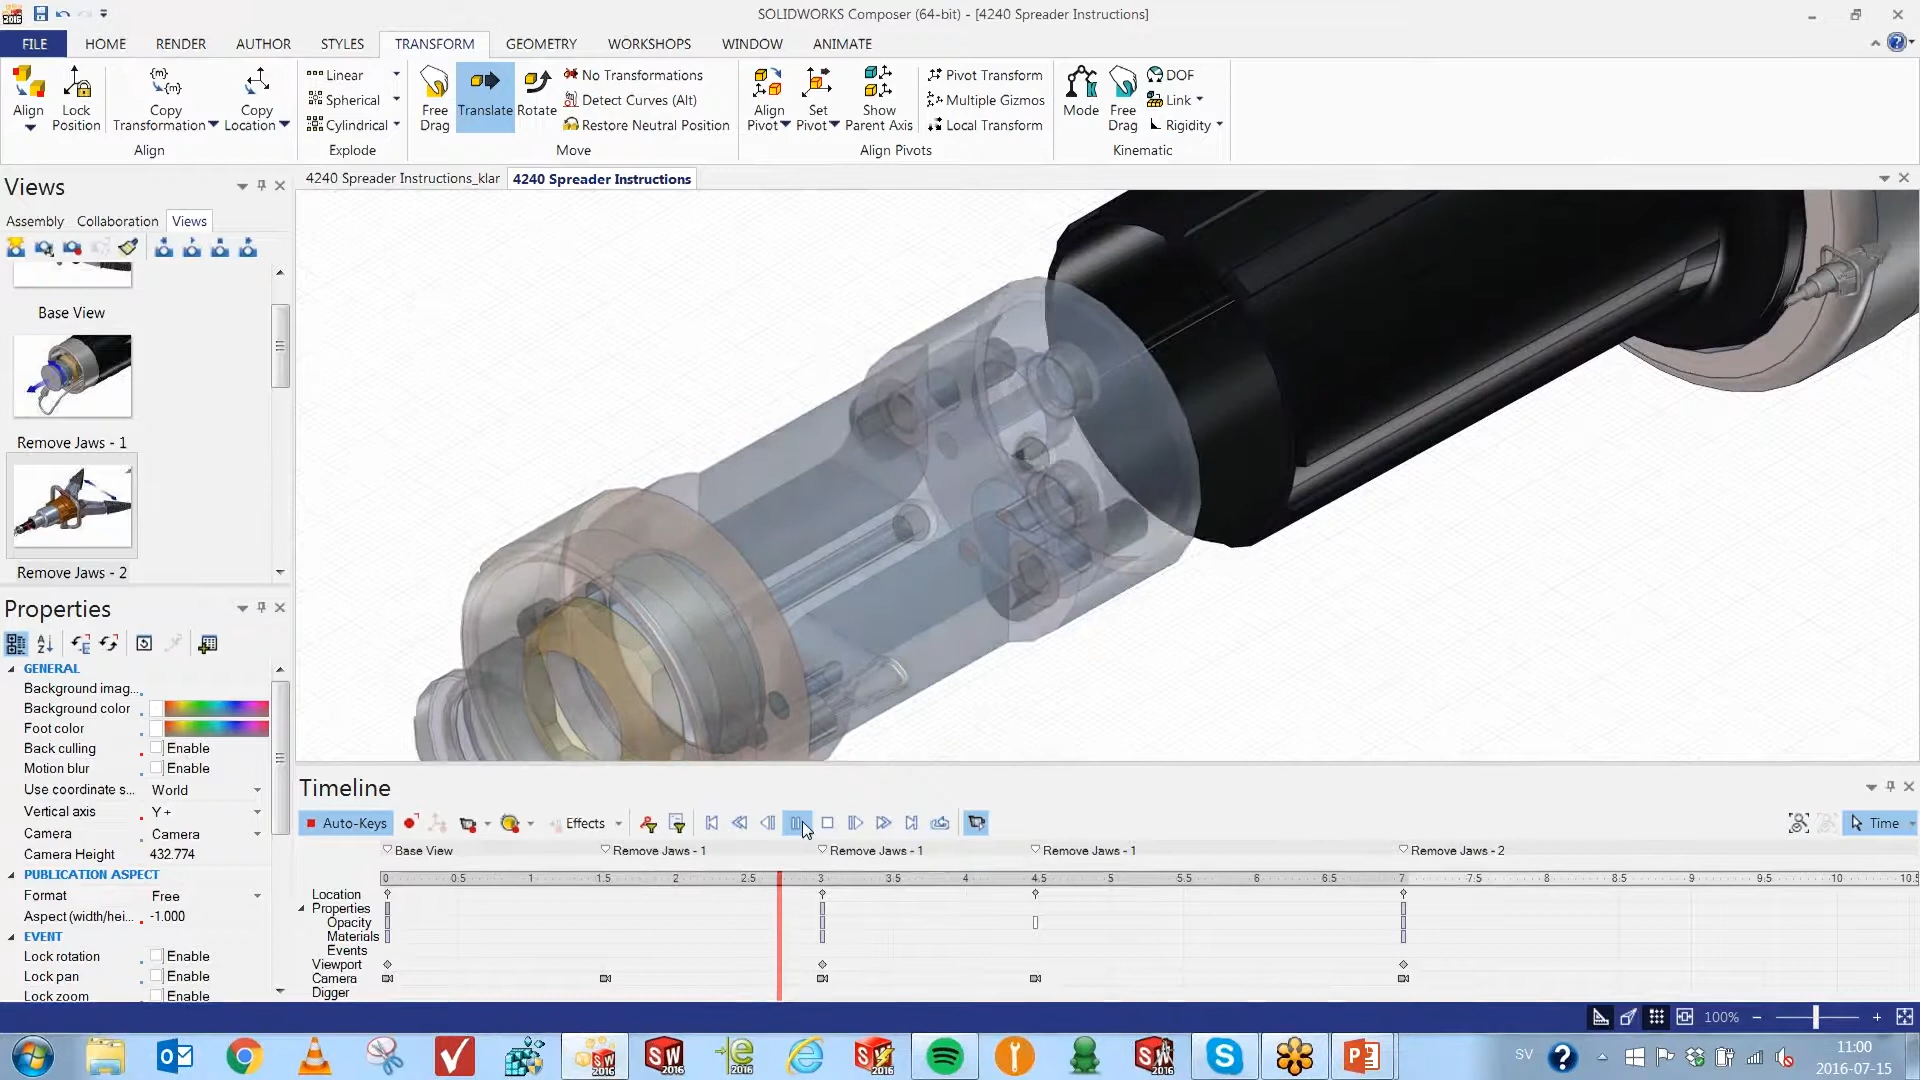 SOLIDWORKS Composer (64-bit) - [4240 Spreader Instructions]
FILE HOME RENDER AUTHOR STYLES TRANSFORM GEOMETRY WORKSHOPS WINDOW ANIMATE
Align
Lock Position
Copy Transformation
Copy Location
Align
Linear
Spherical
Cylindrical
Explode
Free Drag
Translate
Rotate
No Transformations
Detect Curves (Alt)
Restore Neutral Position
Move
Align Pivot
Set Pivot
Show Parent Axis
Pivot Transform
Multiple Gizmos
Local Transform
Align Pivots
Mode
Free Drag
DOF
Link
Rigidity
Kinematic
Views
Assembly Collaboration Views
Base View
Remove Jaws - 1
Remove Jaws - 2
4240 Spreader Instructions_klar 4240 Spreader Instructions
Properties
GENERAL
Background imag...
Background color
Foot color
Back culling Enable
Motion blur Enable
Use coordinate s... World
Vertical axis Y +
Camera Camera
Camera Height 432.774
PUBLICATION ASPECT
Format Free
Aspect (width/hei... -1.000
EVENT
Lock rotation Enable
Lock pan Enable
Lock zoom Enable
Timeline
Auto-Keys Effects Time
Base View Remove Jaws - 1 Remove Jaws - 1 Remove Jaws - 1 Remove Jaws - 2
0 0.5 1 1.5 2 2.5 3 3.5 4 4.5 5 5.5 6 6.5 7 7.5 8 8.5 9 9.5 10 10.5
Location
Properties
Opacity
Materials
Events
Viewport
Camera
Digger
100%
SV
11:00
2016-07-15